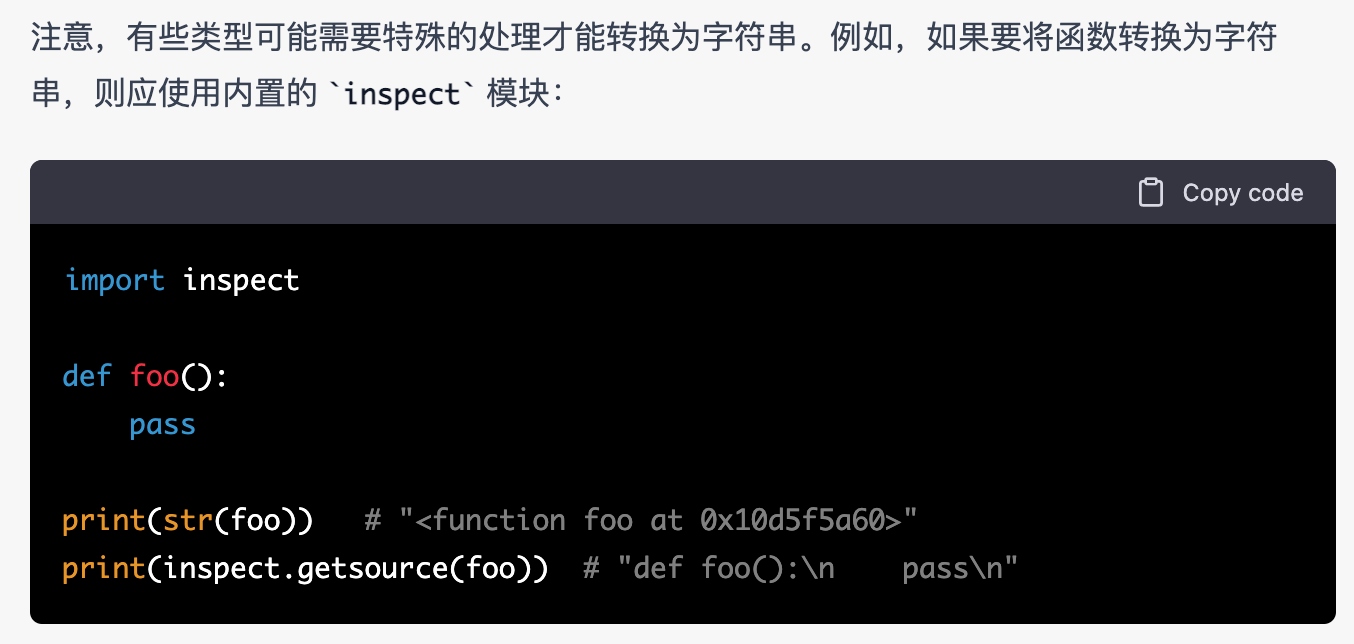 注意，有些类型可能需要特殊的处理才能转换为字符串。例如，如果要将函数转换为字符
串，则应使用内置的 `inspect` 模块：
Copy code
import inspect
def foo():
    pass
print(str(foo))   # "<function foo at 0x10d5f5a60>"
print(inspect.getsource(foo))  # "def foo():\n    pass\n"